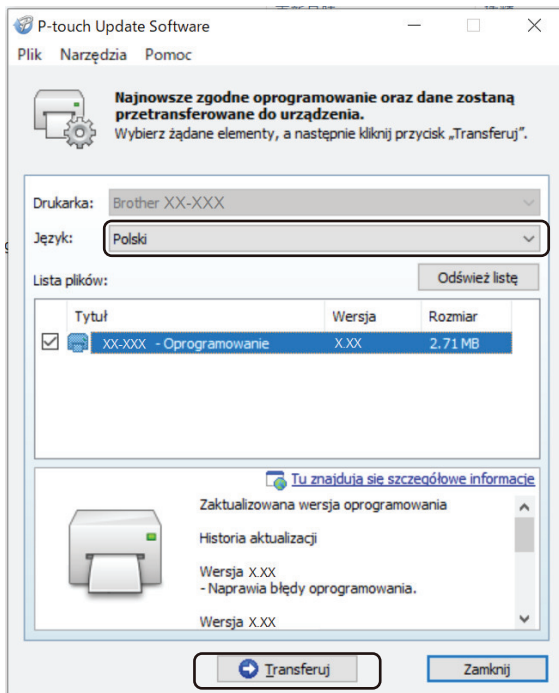 P-touch Update Software
Plik Narzędzia Pomoc
Najnowsze zgodne oprogramowanie oraz dane zostaną
przetransferowane do urządzenia.
Wybierz żądane elementy, a następnie kliknij przycisk „Transferuj”.
Drukarka: Brother XX-XXX
Język: Polski
Lista plików: Odśwież listę
Tytuł Wersja Rozmiar
XX-XXX - Oprogramowanie X.XX 2.71 MB
Tu znajdują się szczegółowe informacje
Zaktualizowana wersja oprogramowania
Historia aktualizacji
Wersja X.XX
- Naprawia błędy oprogramowania.
Wersja X.XX
Transferuj Zamknij